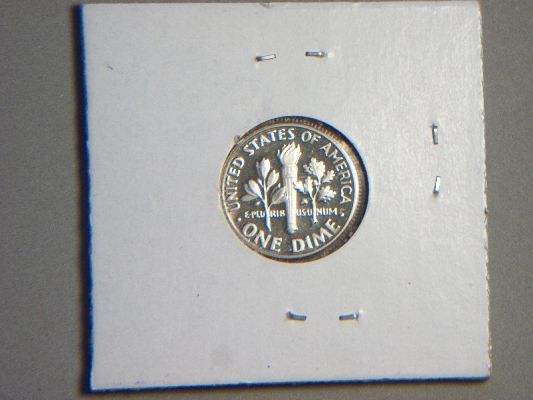 UNITED STATES OF AMERICA
E·PLURIBUS·UNUM
· ONE DIME ·